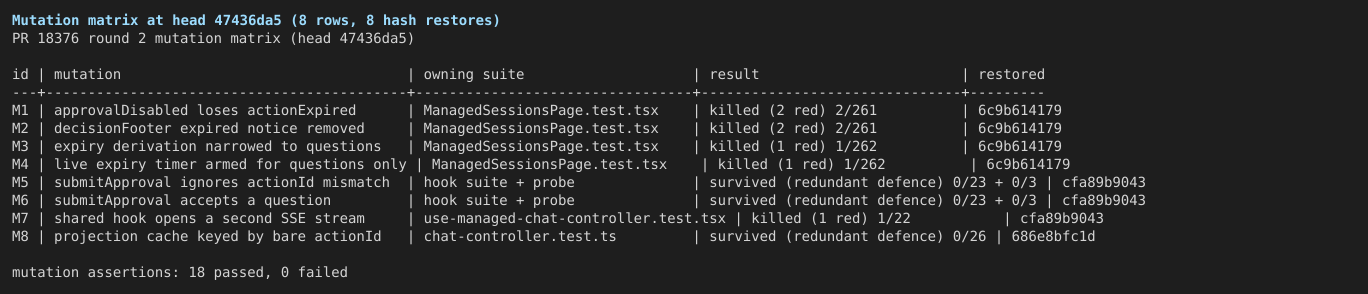 Mutation matrix at head 47436da5 (8 rows, 8 hash restores)
PR 18376 round 2 mutation matrix (head 47436da5)
id | mutation                                   | owning suite                    | result                        | restored
---+--------------------------------------------+---------------------------------+-------------------------------+---------
M1 | approvalDisabled loses actionExpired       | ManagedSessionsPage.test.tsx    | killed (2 red) 2/261          | 6c9b614179
M2 | decisionFooter expired notice removed      | ManagedSessionsPage.test.tsx    | killed (2 red) 2/261          | 6c9b614179
M3 | expiry derivation narrowed to questions   | ManagedSessionsPage.test.tsx    | killed (1 red) 1/262          | 6c9b614179
M4 | live expiry timer armed for questions only | ManagedSessionsPage.test.tsx    | killed (1 red) 1/262          | 6c9b614179
M5 | submitApproval ignores actionId mismatch  | hook suite + probe              | survived (redundant defence) 0/23 + 0/3 | cfa89b9043
M6 | submitApproval accepts a question         | hook suite + probe              | survived (redundant defence) 0/23 + 0/3 | cfa89b9043
M7 | shared hook opens a second SSE stream     | use-managed-chat-controller.test.tsx | killed (1 red) 1/22           | cfa89b9043
M8 | projection cache keyed by bare actionId   | chat-controller.test.ts         | survived (redundant defence) 0/26 | 686e8bfc1d
mutation assertions: 18 passed, 0 failed